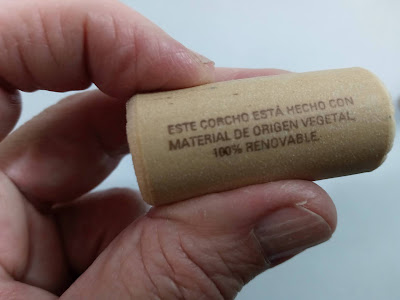 ESTE CORCHO ESTÁ HECHO CON
MATERIAL DE ORIGEN VEGETAL,
100% RENOVABLE.